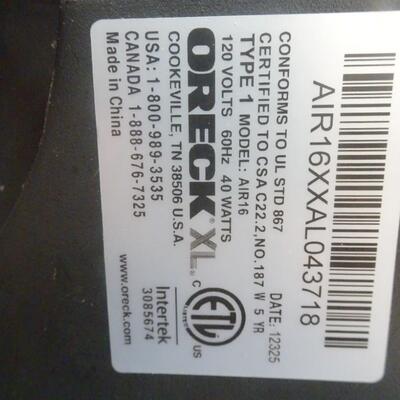 AIR16XXAL043718
CONFORMS TO UL STD 867 DATE: 12325
CERTIFIED TO CSA C22.2,NO.187 W 5 YR
TYPE 1 MODEL: AIR16
120 VOLTS 60Hz 40 WATTS
ORECK® XL®
COOKEVILLE, TN 38506 U.S.A.
USA: 1-800-989-3535
CANADA 1-888-676-7325
Made in China
C ETL US
Intertek
3085674
www.oreck.com